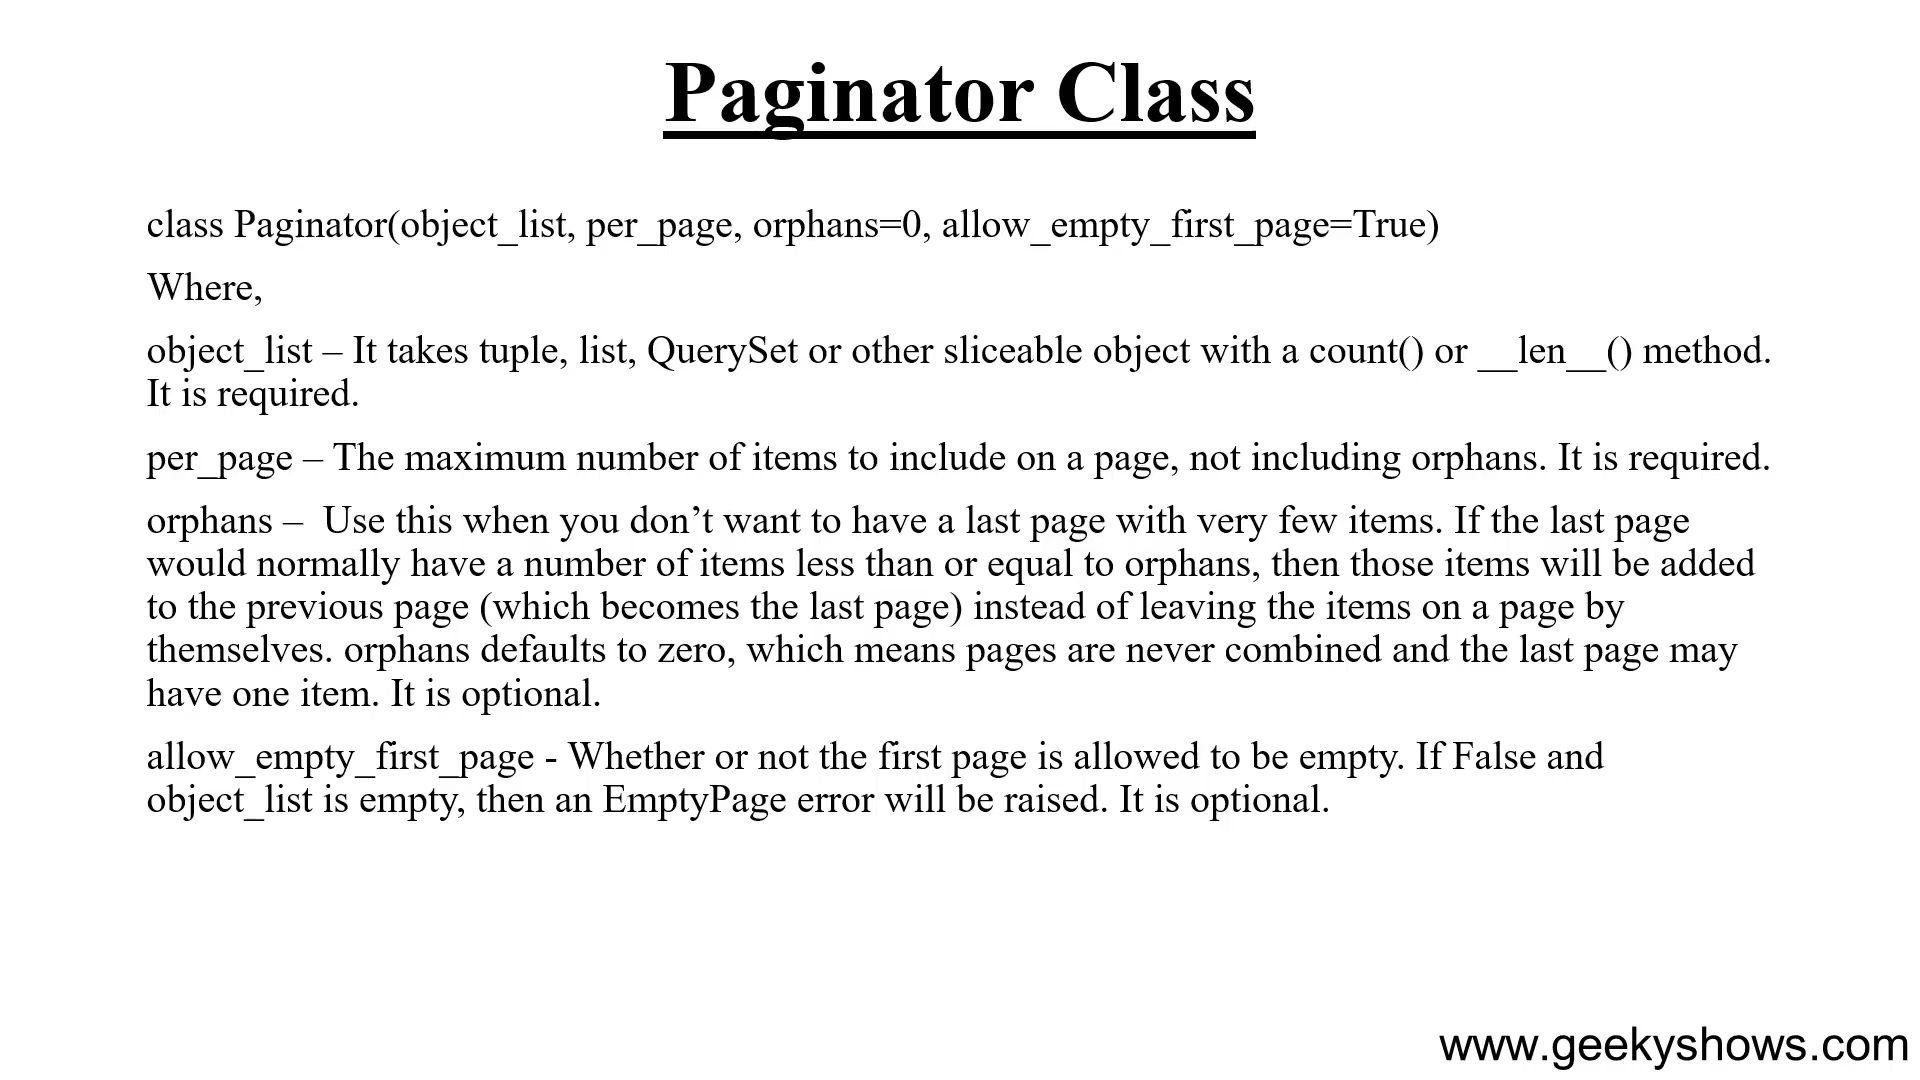 Paginator Class
class Paginator(object_list, per_page, orphans=0, allow_empty_first_page=True)
Where,
object_list – It takes tuple, list, QuerySet or other sliceable object with a count() or __len__() method.
It is required.
per_page – The maximum number of items to include on a page, not including orphans. It is required.
orphans –  Use this when you don’t want to have a last page with very few items. If the last page
would normally have a number of items less than or equal to orphans, then those items will be added
to the previous page (which becomes the last page) instead of leaving the items on a page by
themselves. orphans defaults to zero, which means pages are never combined and the last page may
have one item. It is optional.
allow_empty_first_page - Whether or not the first page is allowed to be empty. If False and
object_list is empty, then an EmptyPage error will be raised. It is optional.
www.geekyshows.com